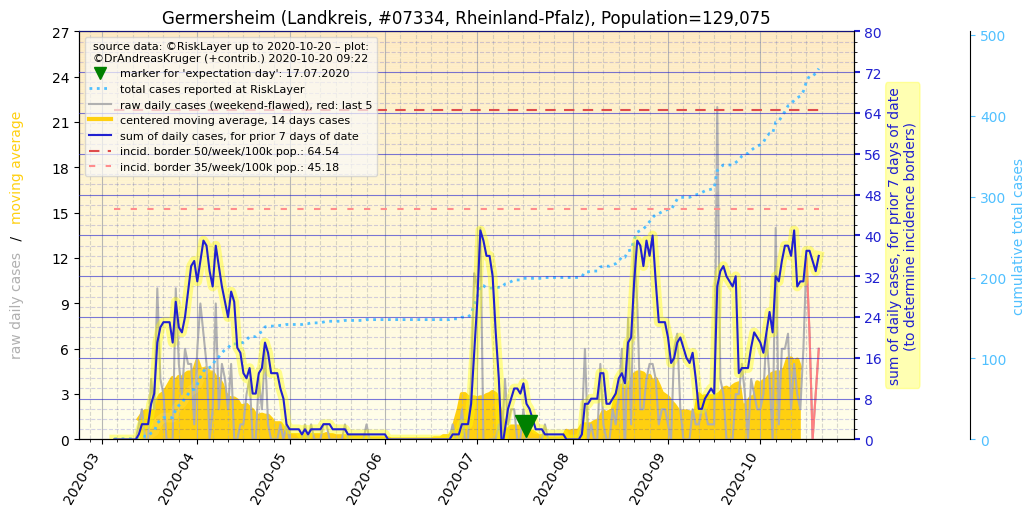 Germersheim (Landkreis, #07334, Rheinland-Pfalz), Population=129,075
source data: ©RiskLayer up to 2020-10-20 – plot:
©DrAndreasKruger (+contrib.) 2020-10-20 09:22
marker for 'expectation day': 17.07.2020
total cases reported at RiskLayer
raw daily cases (weekend-flawed), red: last 5
centered moving average, 14 days cases
sum of daily cases, for prior 7 days of date
incid. border 50/week/100k pop.: 64.54
incid. border 35/week/100k pop.: 45.18
raw daily cases / moving average
27
24
21
18
15
12
9
6
3
0
80
72
64
56
48
40
32
24
16
8
0
sum of daily cases, for prior 7 days of date
(to determine incidence borders)
500
400
300
200
100
0
cumulative total cases
2020-03
2020-04
2020-05
2020-06
2020-07
2020-08
2020-09
2020-10